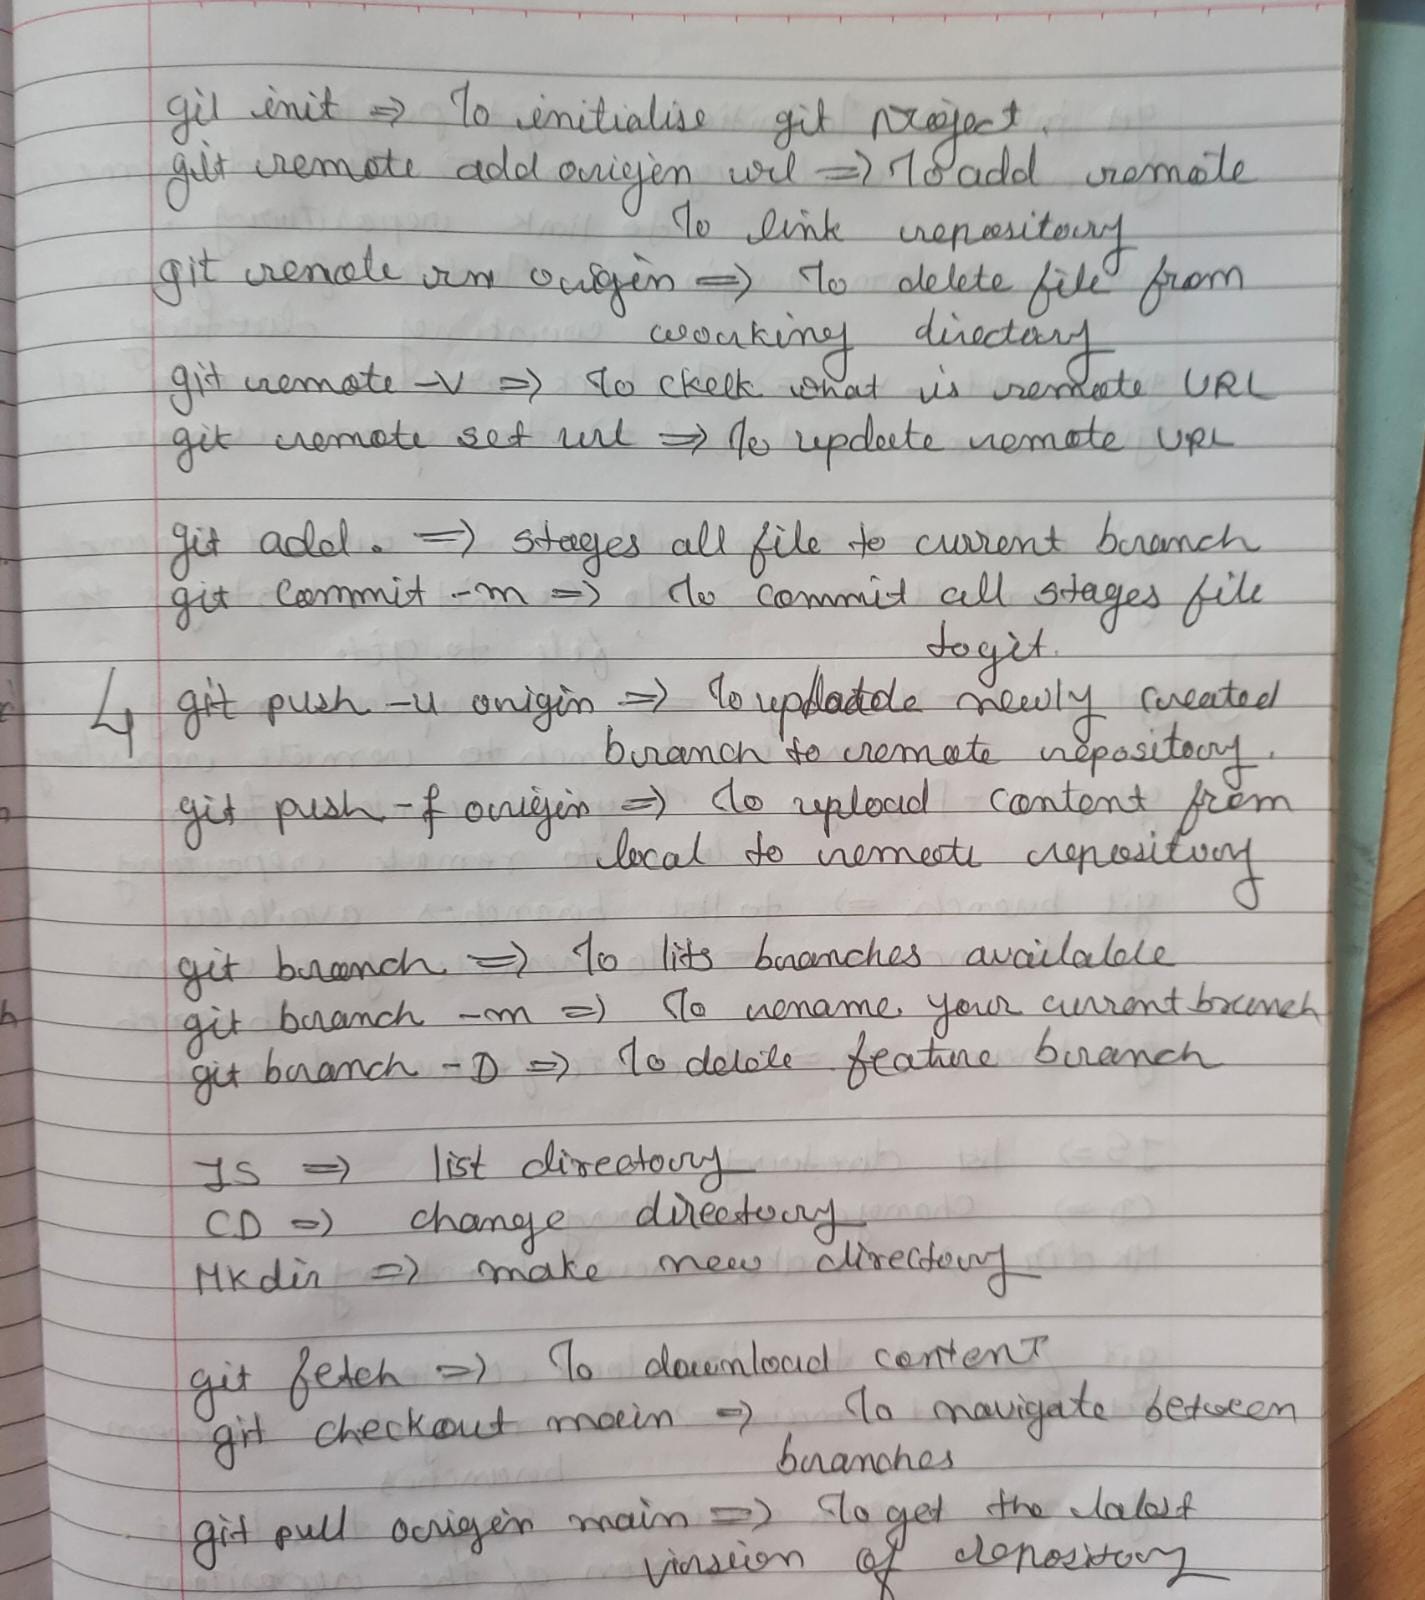 git init => To initialise git project.
git remote add origin url => To add remote
To link repository
git remote rm origin => To delete file from
working directory
git remote -v => To ckeck what is remote URL
git remote set url => To update remote URL
git add . => stages all file to current branch
git commit -m => To commit all stages file
to git.
4 git push -u origin => To newly created
branch to remote repository.
git push -f origin => To upload content from
local to remote repository
git branch => To lits branches available
git branch -m => To rename your current branch
git branch -D => To delete feature branch
IS => list directory
CD => change directory
MKdir => make new directory
git fetch => To download content
git checkout main => To navigate between
branches
git pull origin main => To get the latest
of